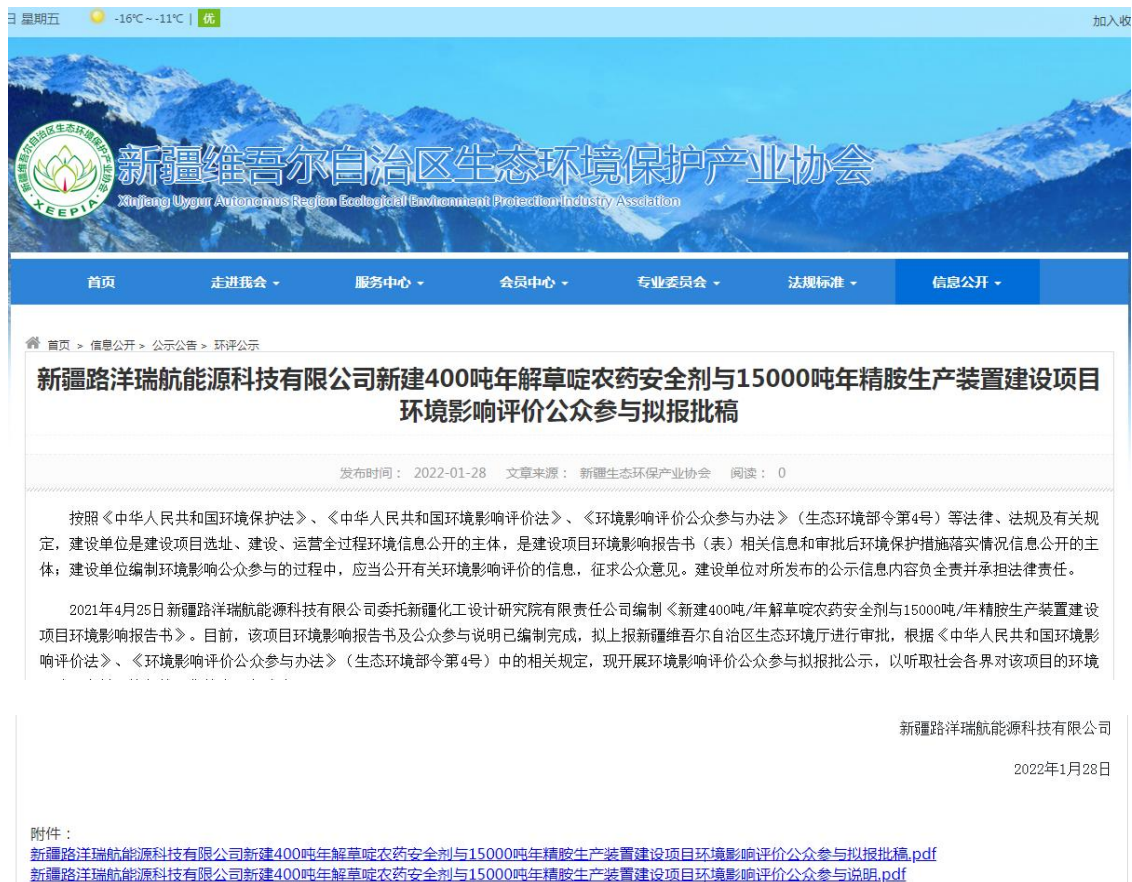 日 星期五 -16℃~-11℃ | 优 加入收
新疆维吾尔自治区生态环境保护产业协会
XEEPIA
新疆维吾尔自治区生态环境保护产业协会
Xinjiang Uygur Autonomus Region Ecological Environment Protection Industry Assciation
首页 走进我会 服务中心 会员中心 专业委员会 法规标准 信息公开
首页 > 信息公开 > 公示公告 > 环评公示
新疆路洋瑞航能源科技有限公司新建400吨年解草啶农药安全剂与15000吨年精胺生产装置建设项目
环境影响评价公众参与拟报批稿
发布时间： 2022-01-28 文章来源： 新疆生态环保产业协会 阅读： 0
按照《中华人民共和国环境保护法》、《中华人民共和国环境影响评价法》、《环境影响评价公众参与办法》（生态环境部令第4号）等法律、法规及有关规
定，建设单位是建设项目选址、建设、运营全过程环境信息公开的主体，是建设项目环境影响报告书（表）相关信息和审批后环境保护措施落实情况信息公开的主
体；建设单位编制环境影响公众参与的过程中，应当公开有关环境影响评价的信息，征求公众意见。建设单位对所发布的公示信息内容负全责并承担法律责任。
2021年4月25日新疆路洋瑞航能源科技有限公司委托新疆化工设计研究院有限责任公司编制《新建400吨/年解草啶农药安全剂与15000吨/年精胺生产装置建设
项目环境影响报告书》。目前，该项目环境影响报告书及公众参与说明已编制完成，拟上报新疆维吾尔自治区生态环境厅进行审批，根据《中华人民共和国环境影
响评价法》、《环境影响评价公众参与办法》（生态环境部令第4号）中的相关规定，现开展环境影响评价公众参与拟报批公示，以听取社会各界对该项目的环境
新疆路洋瑞航能源科技有限公司
2022年1月28日
附件：
新疆路洋瑞航能源科技有限公司新建400吨年解草啶农药安全剂与15000吨年精胺生产装置建设项目环境影响评价公众参与拟报批稿.pdf
新疆路洋瑞航能源科技有限公司新建400吨年解草啶农药安全剂与15000吨年精胺生产装置建设项目环境影响评价公众参与说明.pdf